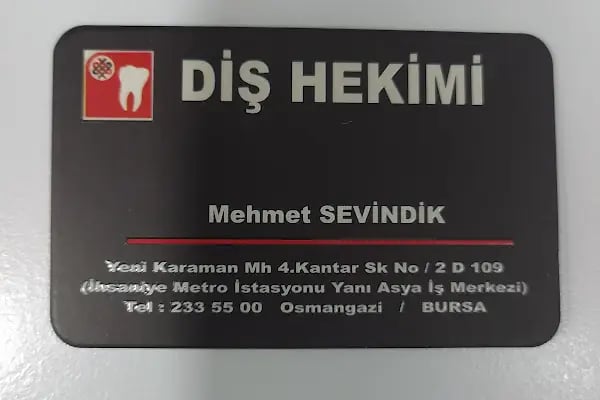 DİŞ HEKİMİ
Mehmet SEVİNDİK
Yeni Karaman Mh 4.Kantar Sk No / 2 D 109
(İhsaniye Metro İstasyonu Yanı Asya İş Merkezi)
Tel : 233 55 00 Osmangazi / BURSA